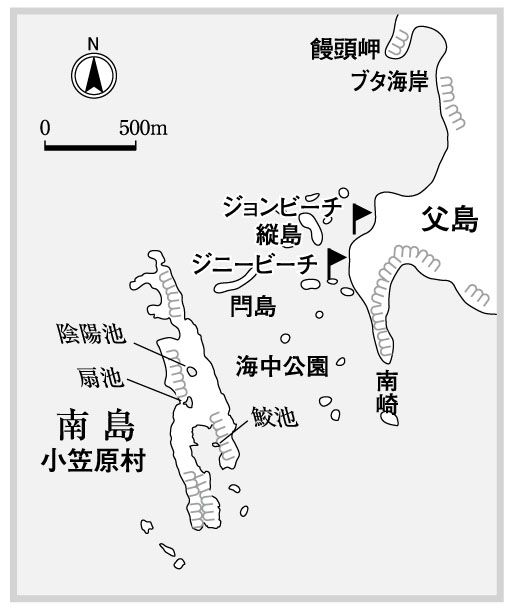 饅頭岬
N
ブタ海岸
0 500m
ジョンビーチ
父島
縦島
ジニービーチ
閂島
陰陽池
海中公園
扇池
南崎
鮫池
南島
小笠原村